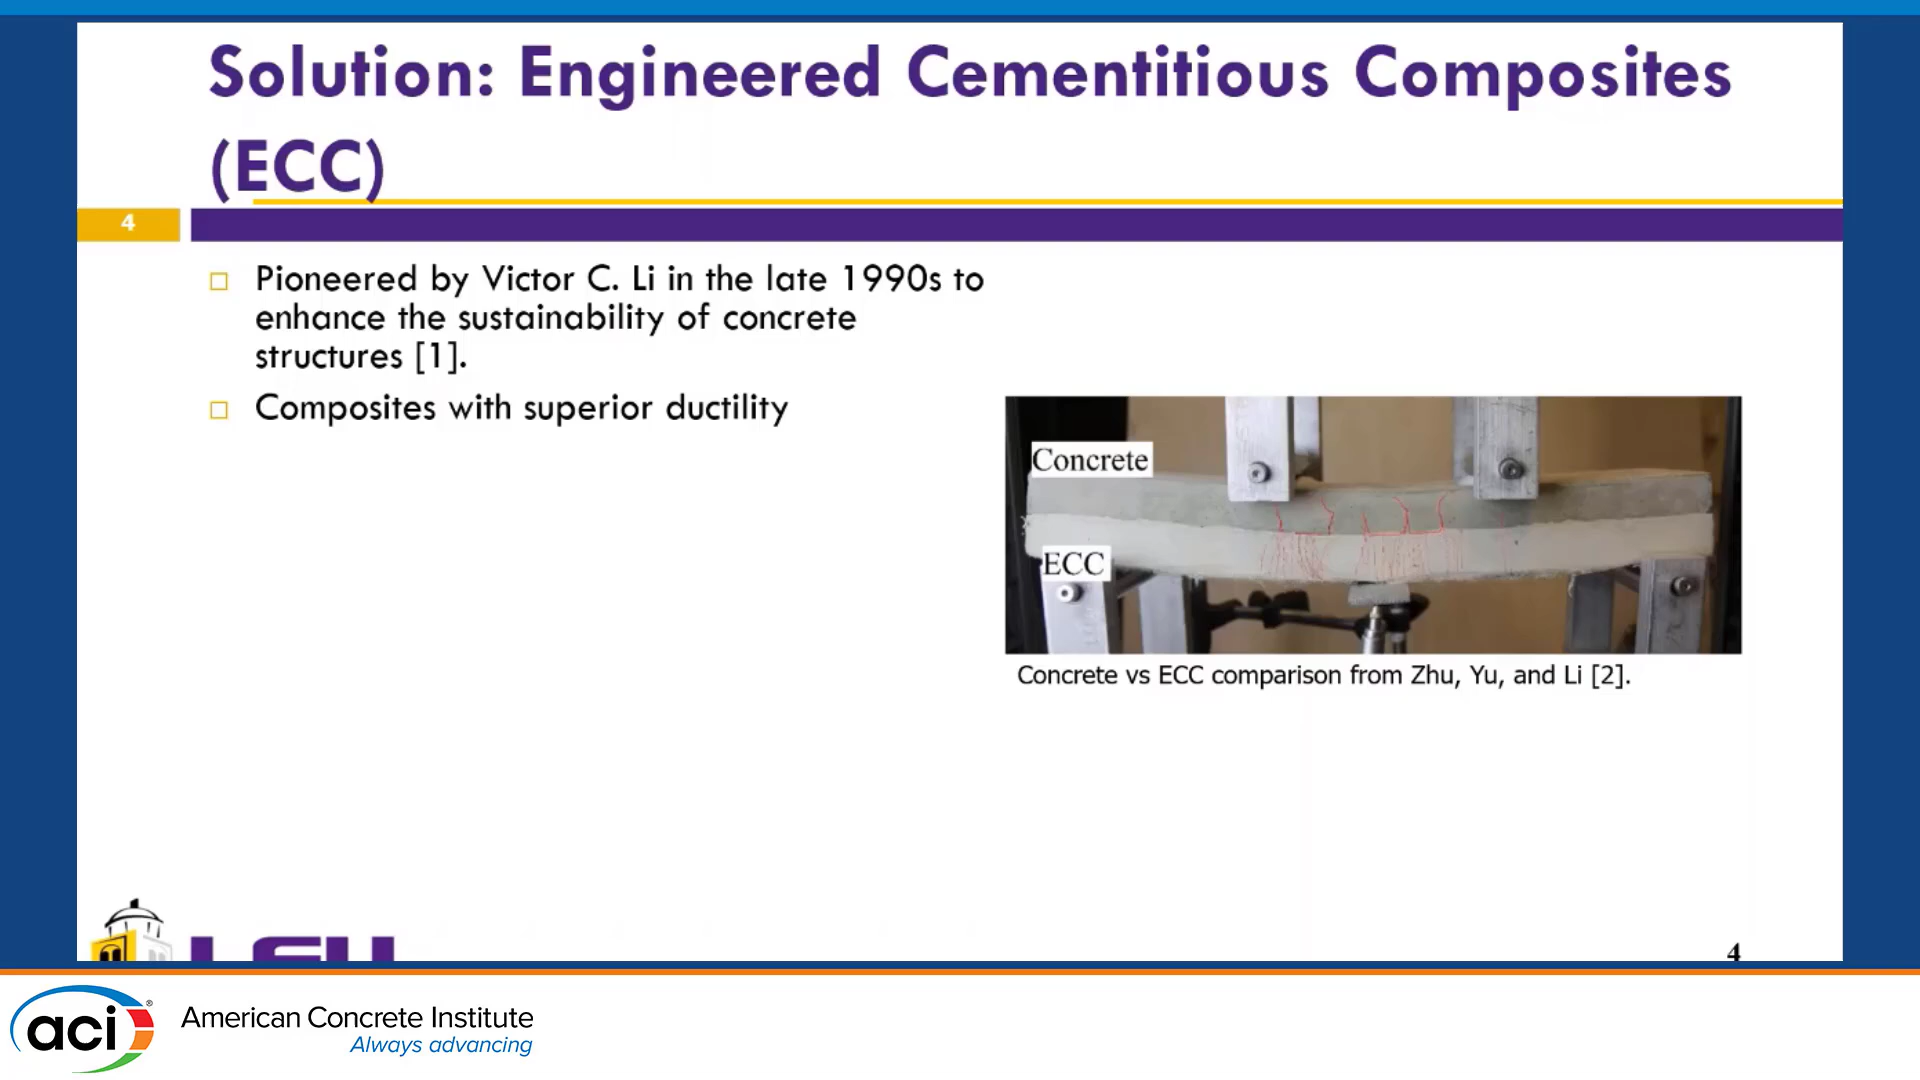 Solution: Engineered Cementitious Composites
(ECC)
4
Pioneered by Victor C. Li in the late 1990s to
enhance the sustainability of concrete
structures [1].
Composites with superior ductility
Concrete
ECC
Concrete vs ECC comparison from Zhu, Yu, and Li [2].
LSU
4
aci®
American Concrete Institute
Always advancing